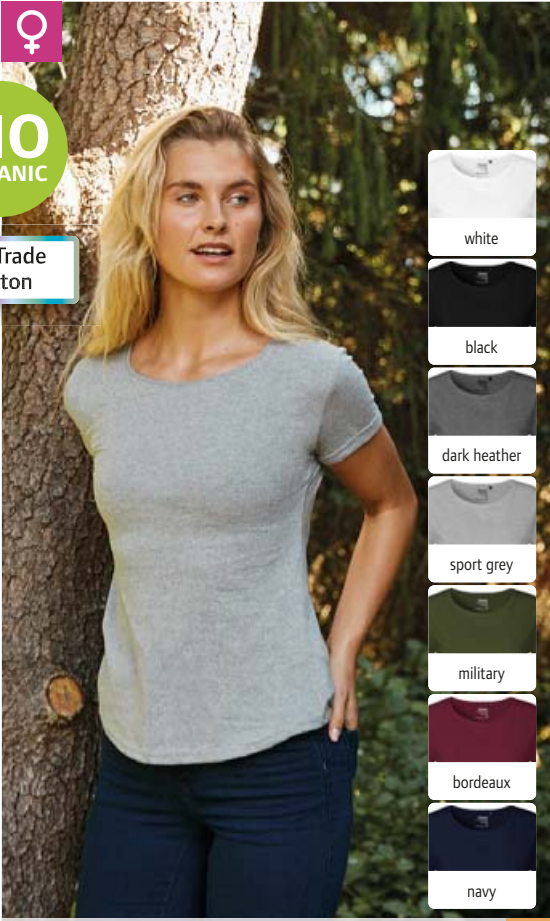 IO
ANIC
Trade
ton
white
black
dark heather
sport grey
military
bordeaux
navy